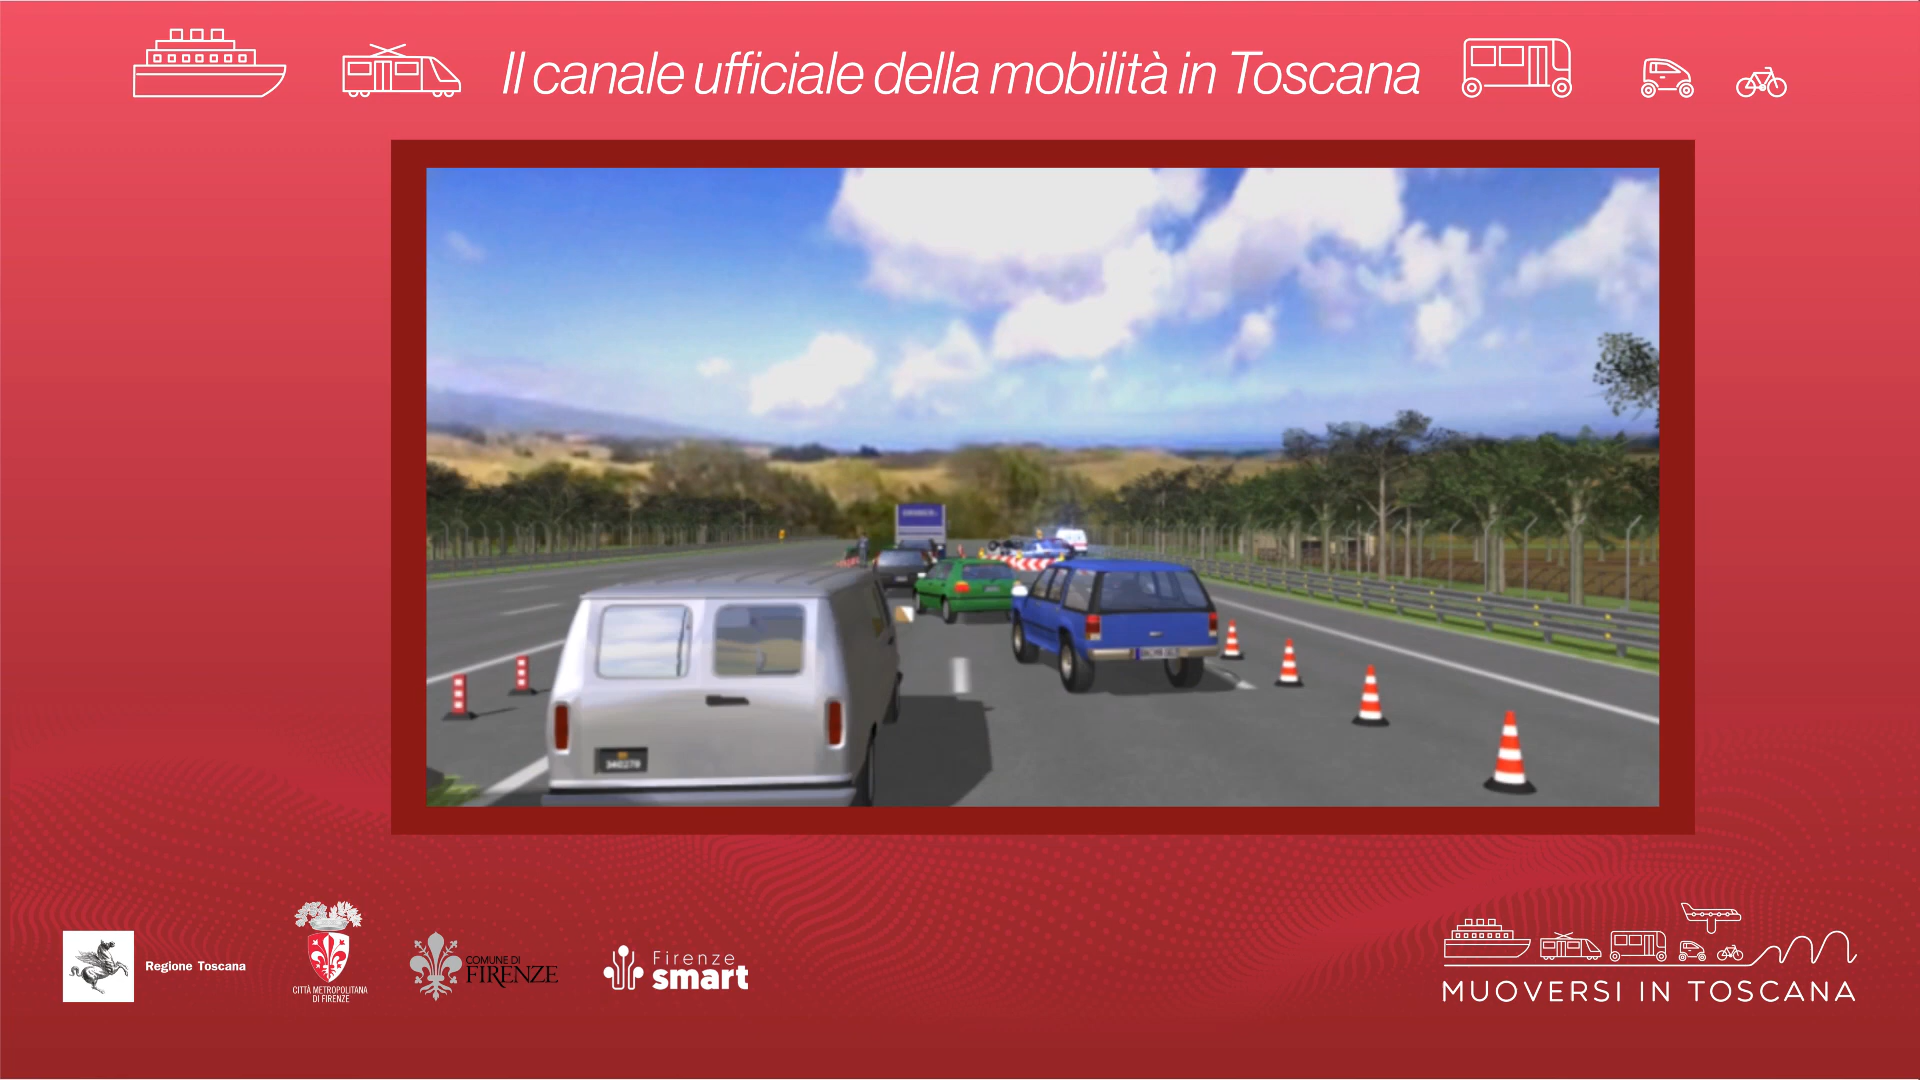 Il canale ufficiale della mobilità in Toscana
Regione Toscana
CITTÀ METROPOLITANA
DI FIRENZE
COMUNE DI
FIRENZE
Firenze
smart
MUOVERSI IN TOSCANA